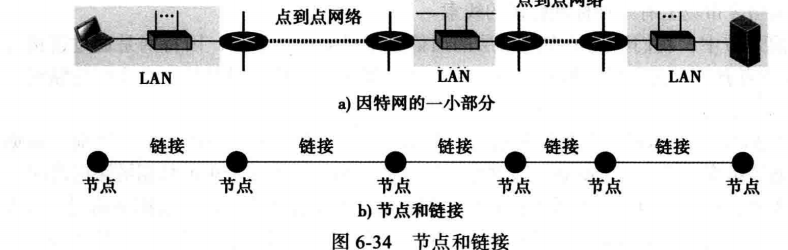 点到点网络
点到点网络
LAN
LAN
LAN
a) 因特网的一小部分
链接 链接 链接 链接 链接
节点 节点 节点 节点 节点 节点
b) 节点和链接
图 6-34 节点和链接